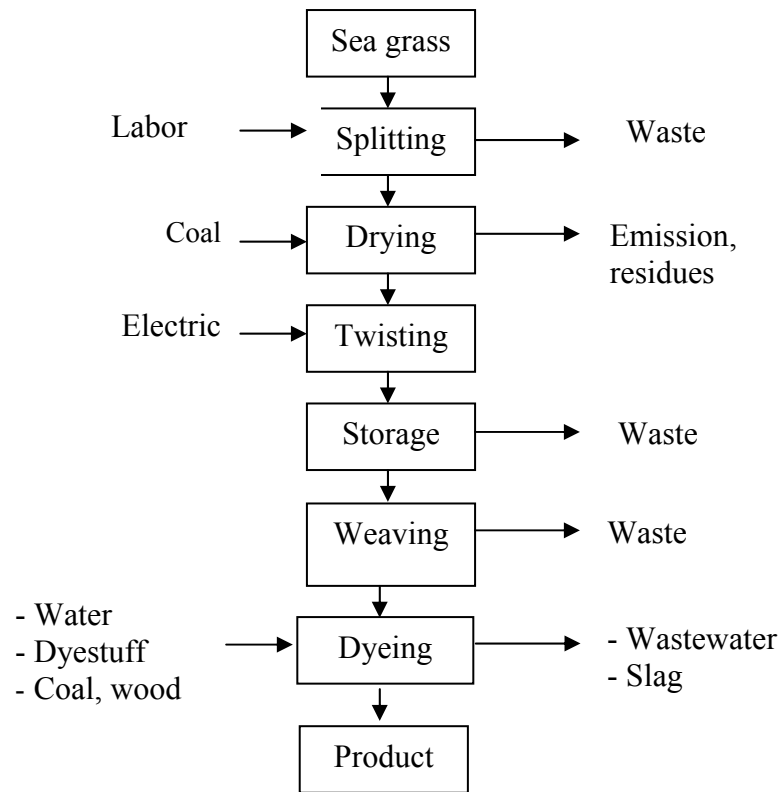 Sea grass
Labor
Splitting
Waste
Coal
Drying
Emission,
residues
Electric
Twisting
Storage
Waste
Weaving
Waste
- Water
- Dyestuff
- Coal, wood
Dyeing
- Wastewater
- Slag
Product